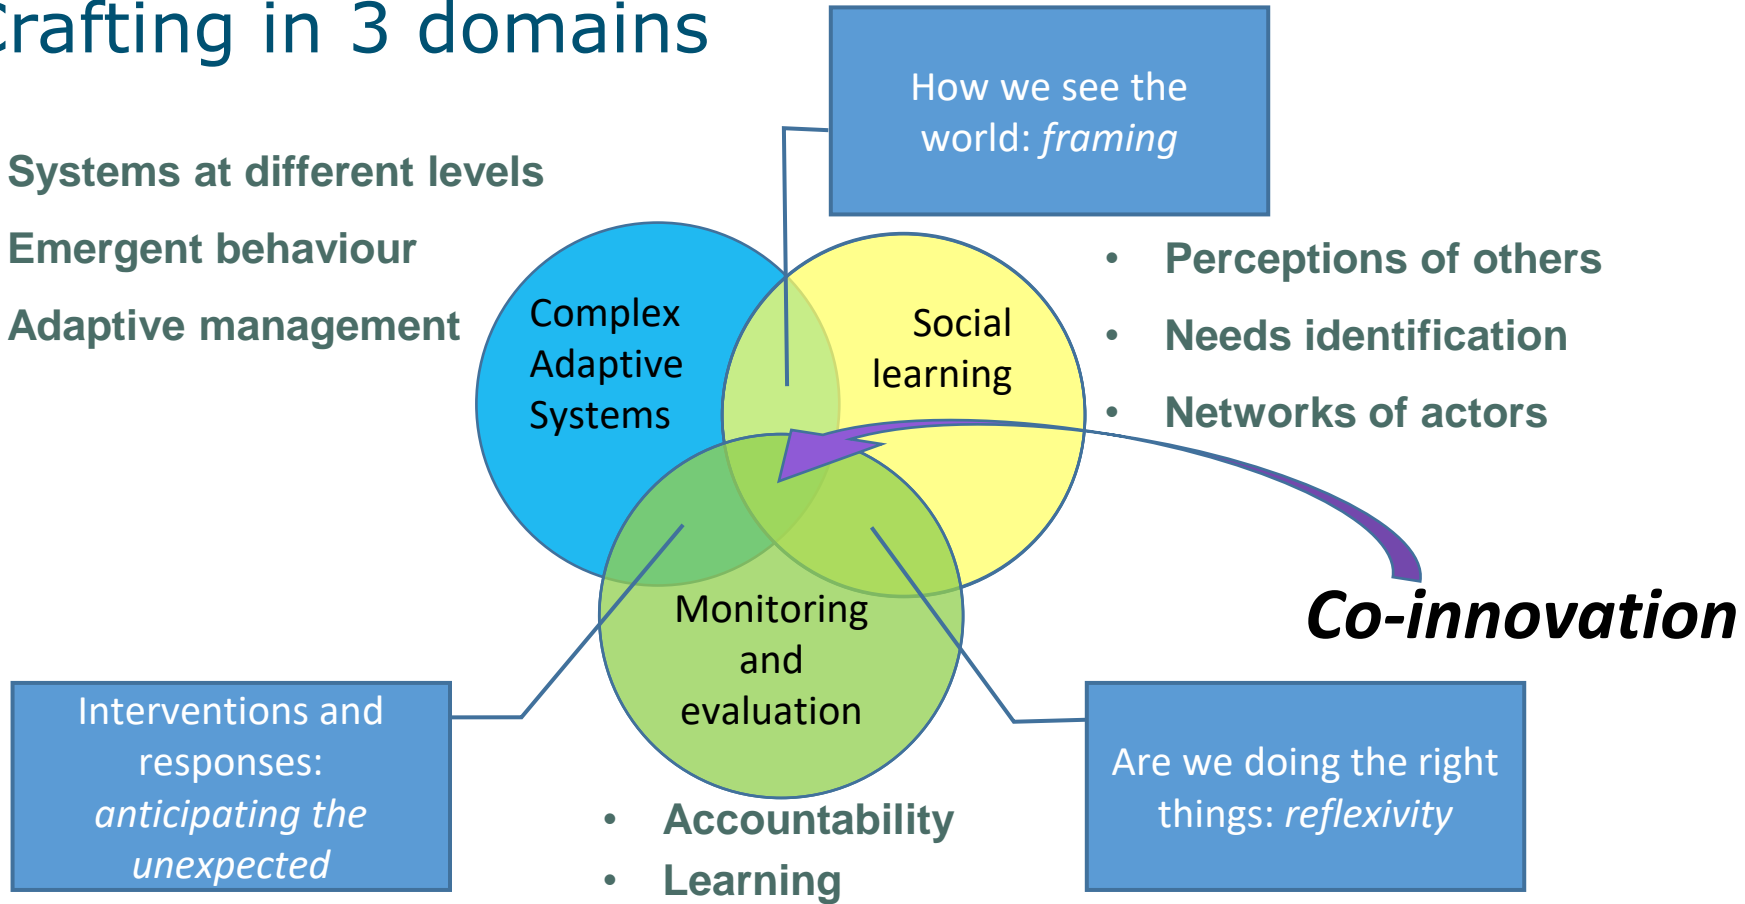 Crafting in 3 domains
How we see the
world: framing
Systems at different levels
Emergent behaviour
Adaptive management
• Perceptions of others
• Needs identification
• Networks of actors
Complex
Adaptive
Systems
Social
learning
Monitoring
and
evaluation
Co-innovation
Interventions and
responses:
anticipating the
unexpected
Are we doing the right
things: reflexivity
• Accountability
• Learning